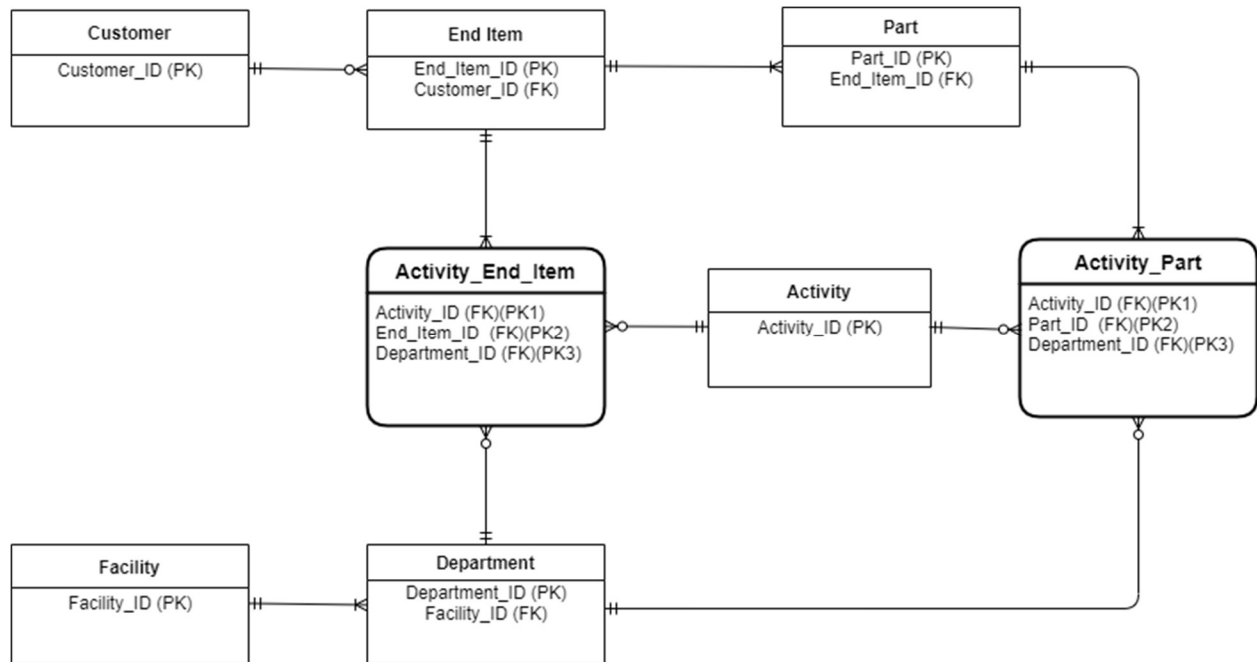 Customer
Customer_ID (PK)
End Item
End_Item_ID (PK)
Customer_ID (FK)
Part
Part_ID (PK)
End_Item_ID (FK)
Activity_End_Item
Activity_ID (FK)(PK1)
End_Item_ID  (FK)(PK2)
Department_ID (FK)(PK3)
Activity
Activity_ID (PK)
Activity_Part
Activity_ID (FK)(PK1)
Part_ID  (FK)(PK2)
Department_ID (FK)(PK3)
Facility
Facility_ID (PK)
Department
Department_ID (PK)
Facility_ID (FK)